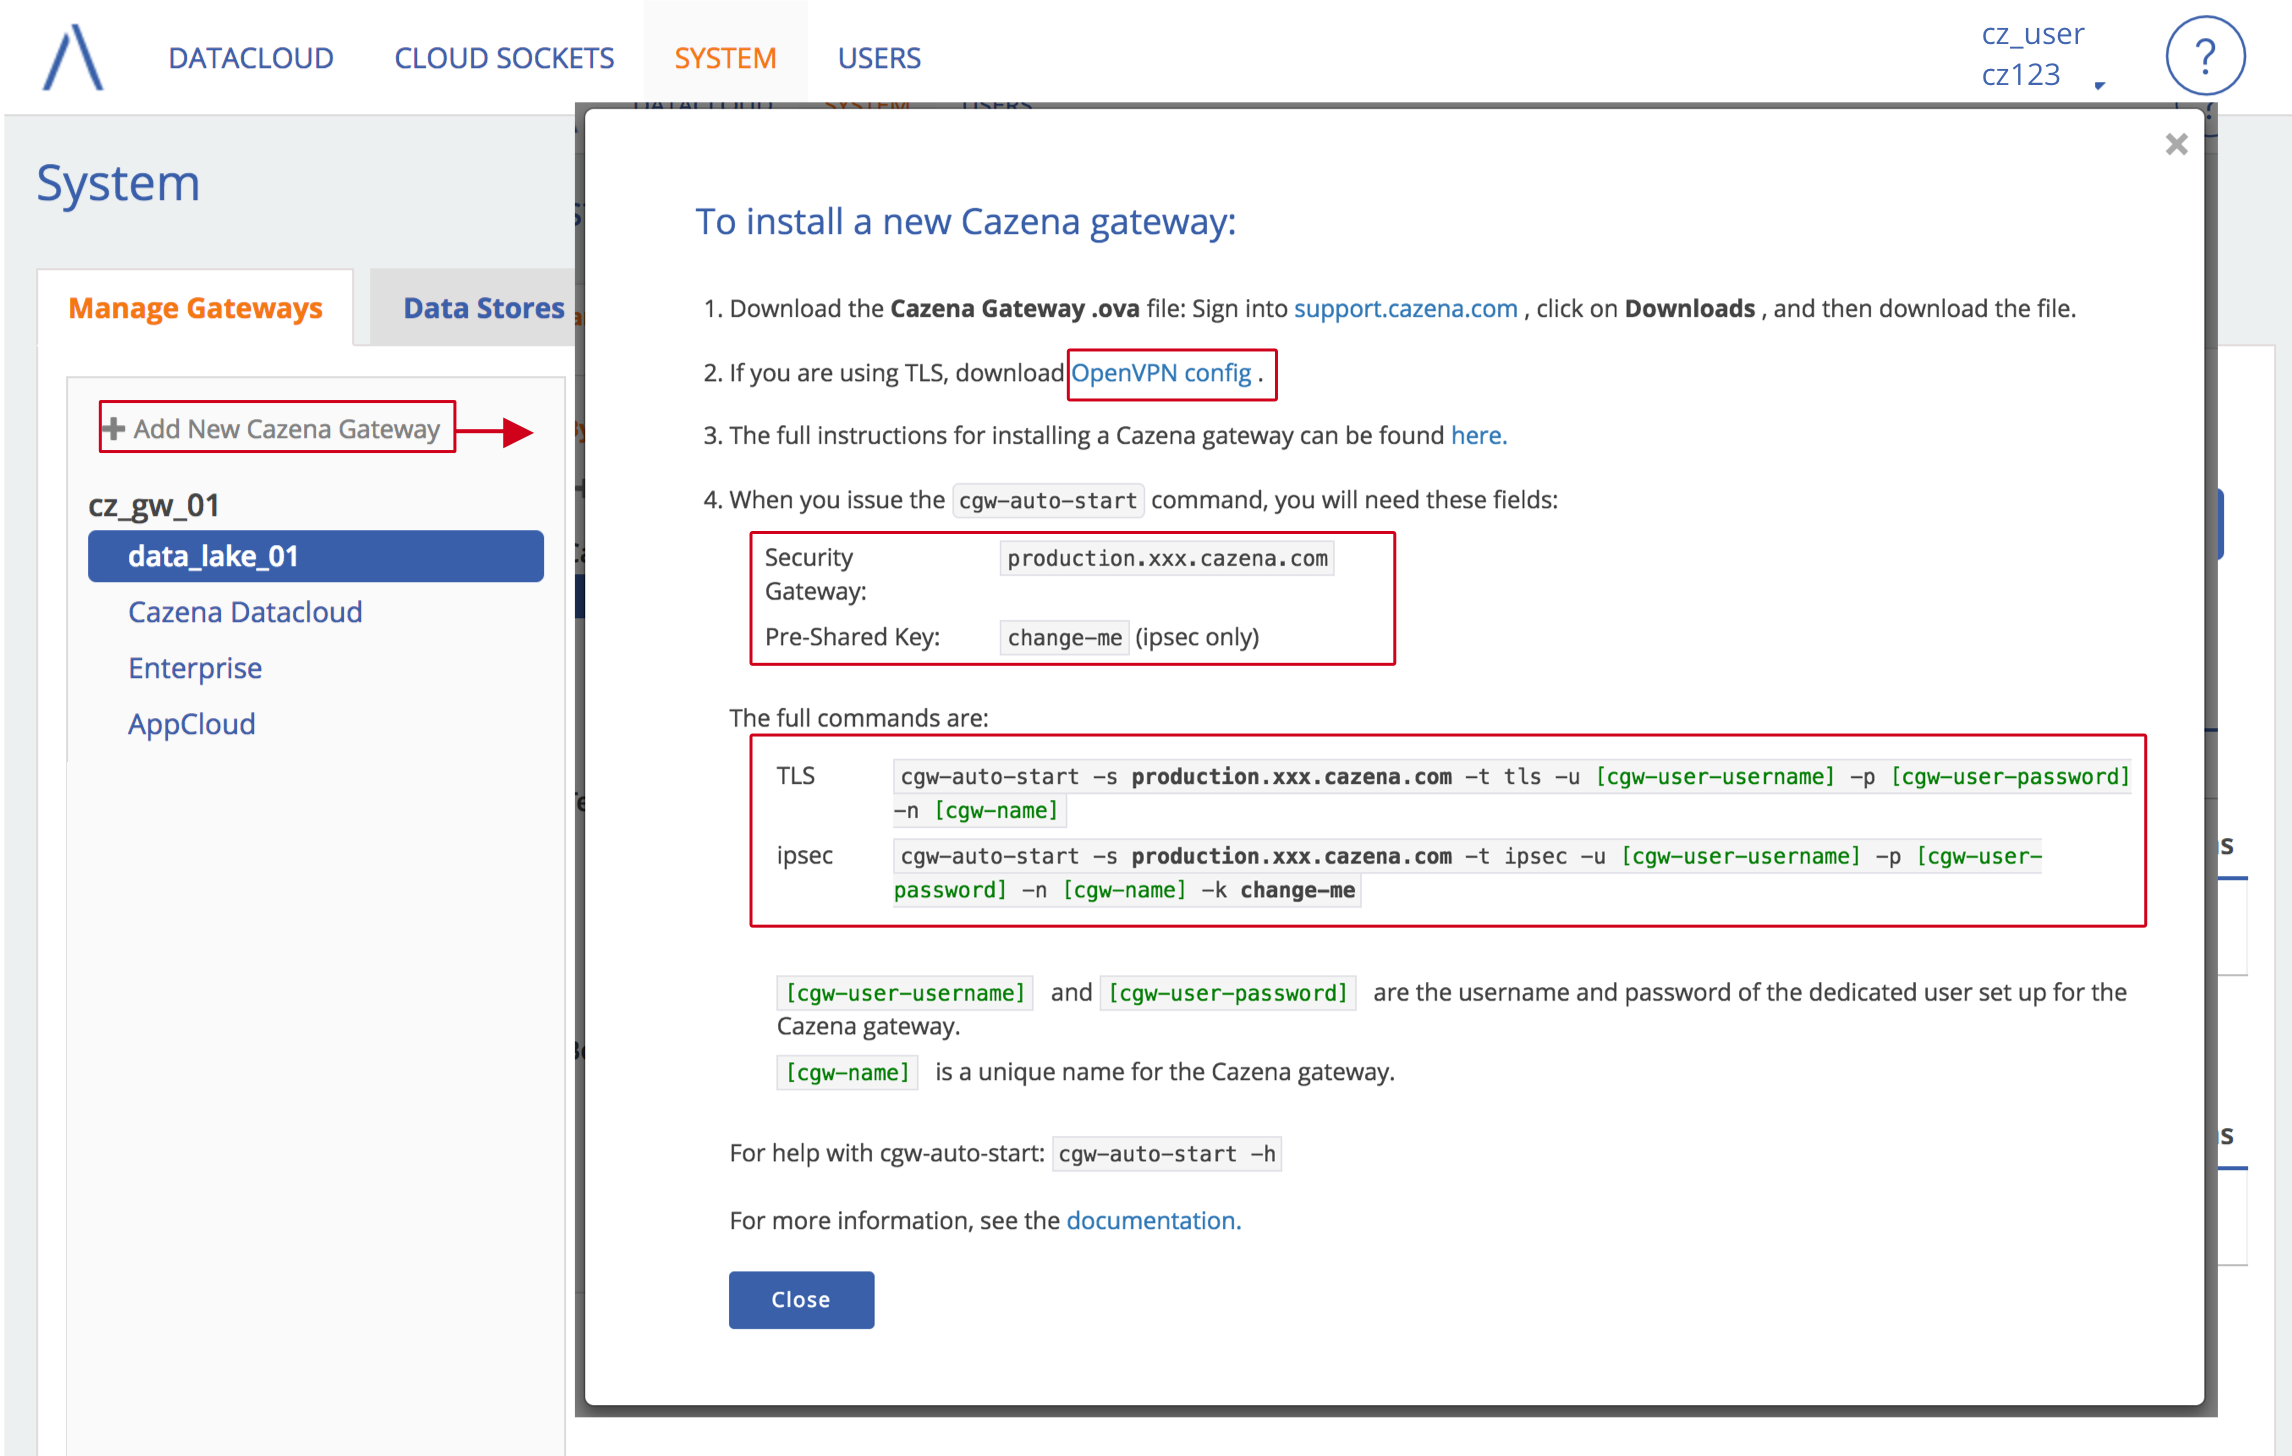 DATACLOUD CLOUD SOCKETS SYSTEM USERS
cz_user
cz123
?
DATACLOUD SYSTEM USERS
System
Manage Gateways
Data Stores
Add New Cazena Gateway
cz_gw_01
data_lake_01
Cazena Datacloud
Enterprise
AppCloud
To install a new Cazena gateway:
1. Download the Cazena Gateway .ova file: Sign into support.cazena.com , click on Downloads , and then download the file.
2. If you are using TLS, download OpenVPN config .
3. The full instructions for installing a Cazena gateway can be found here.
4. When you issue the cgw-auto-start command, you will need these fields:
Security production.xxx.cazena.com
Gateway:
Pre-Shared Key: change-me (ipsec only)
The full commands are:
TLS cgw-auto-start -s production.xxx.cazena.com -t tls -u [cgw-user-username] -p [cgw-user-password]
-n [cgw-name]
ipsec cgw-auto-start -s production.xxx.cazena.com -t ipsec -u [cgw-user-username] -p [cgw-user-
password] -n [cgw-name] -k change-me
[cgw-user-username] and [cgw-user-password] are the username and password of the dedicated user set up for the
Cazena gateway.
[cgw-name] is a unique name for the Cazena gateway.
For help with cgw-auto-start: cgw-auto-start -h
For more information, see the documentation.
Close